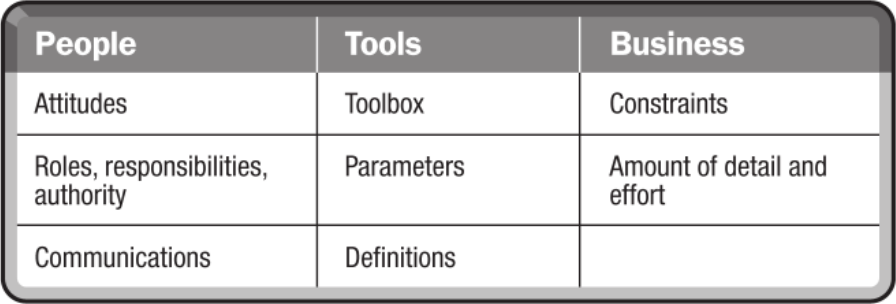 People Tools Business
Attitudes Toolbox Constraints
Roles, responsibilities, Parameters Amount of detail and
authority effort
Communications Definitions